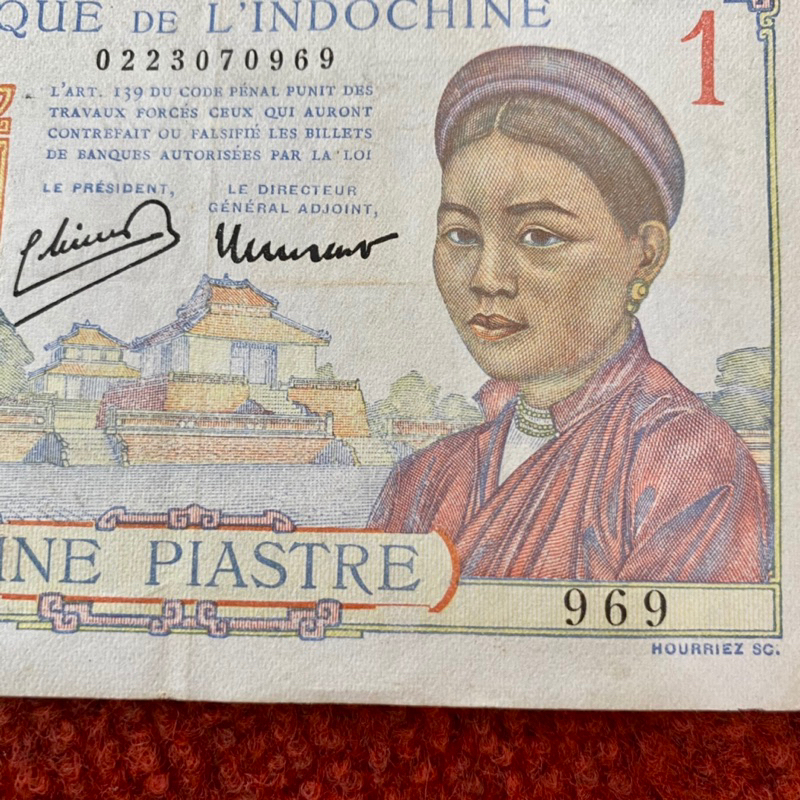 QUE DE L'INDOCHINE
0223070969
1
L'ART. 139 DU CODE PÉNAL PUNIT DES
TRAVAUX FORCÉS CEUX QUI AURONT
CONTREFAIT OU FALSIFIÉ LES BILLETS
DE BANQUES AUTORISÉES PAR LA LOI
LE PRÉSIDENT,
LE DIRECTEUR
GÉNÉRAL ADJOINT,
INE PIASTRE
969
HOURRIEZ SC.